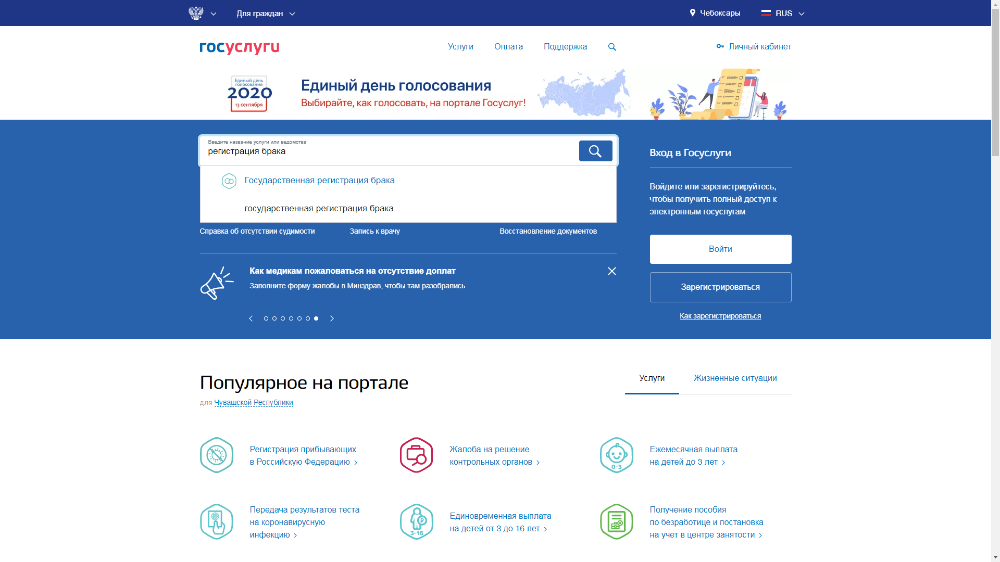 Для граждан
Чебоксары
RUS
госуслуги
Услуги
Оплата
Поддержка
Личный кабинет
Единый день
голосования
2020
13 сентября
Единый день голосования
Выбирайте, как голосовать, на портале Госуслуг!
Введите название услуги или ведомства
регистрация брака
Государственная регистрация брака
государственная регистрация брака
Справка об отсутствии судимости
Запись к врачу
Восстановление документов
Как медикам пожаловаться на отсутствие доплат
Заполните форму жалобы в Минздрав, чтобы там разобрались
Вход в Госуслуги
Войдите или зарегистрируйтесь,
чтобы получить полный доступ к
электронным госуслугам
Войти
Зарегистрироваться
Как зарегистрироваться
Популярное на портале
для Чувашской Республики
Услуги
Жизненные ситуации
Регистрация прибывающих
в Российскую Федерацию
Жалоба на решение
контрольных органов
0-3
Ежемесячная выплата
на детей до 3 лет
Передача результатов теста
на коронавирусную
инфекцию
₽
3-16
Единовременная выплата
на детей от 3 до 16 лет
Получение пособия
по безработице и постановка
на учет в центре занятости